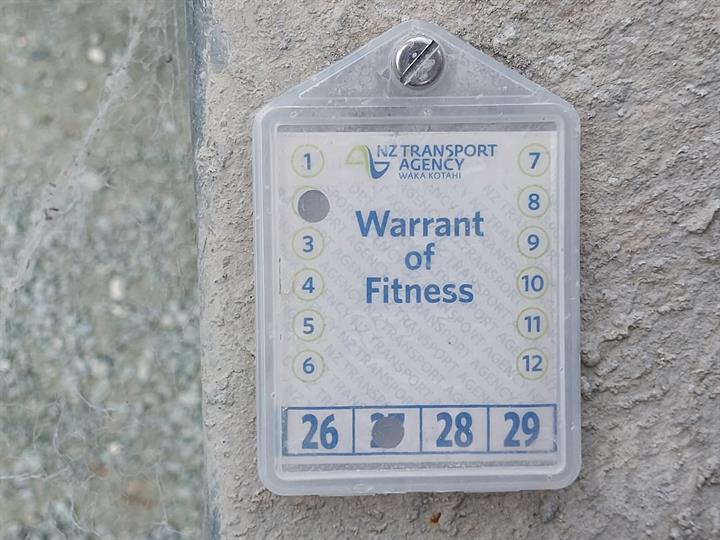 NZ TRANSPORT
AGENCY
WAKA KOTAHI
Warrant
of
Fitness
1
3
4
5
6
7
8
9
10
11
12
26 28 29